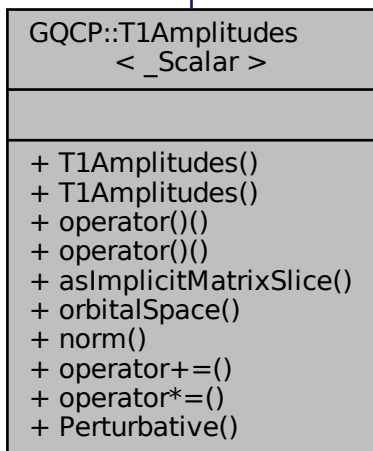 GQCP::T1Amplitudes
< _Scalar >
+ T1Amplitudes()
+ T1Amplitudes()
+ operator()()
+ operator()()
+ asImplicitMatrixSlice()
+ orbitalSpace()
+ norm()
+ operator+=()
+ operator*=()
+ Perturbative()